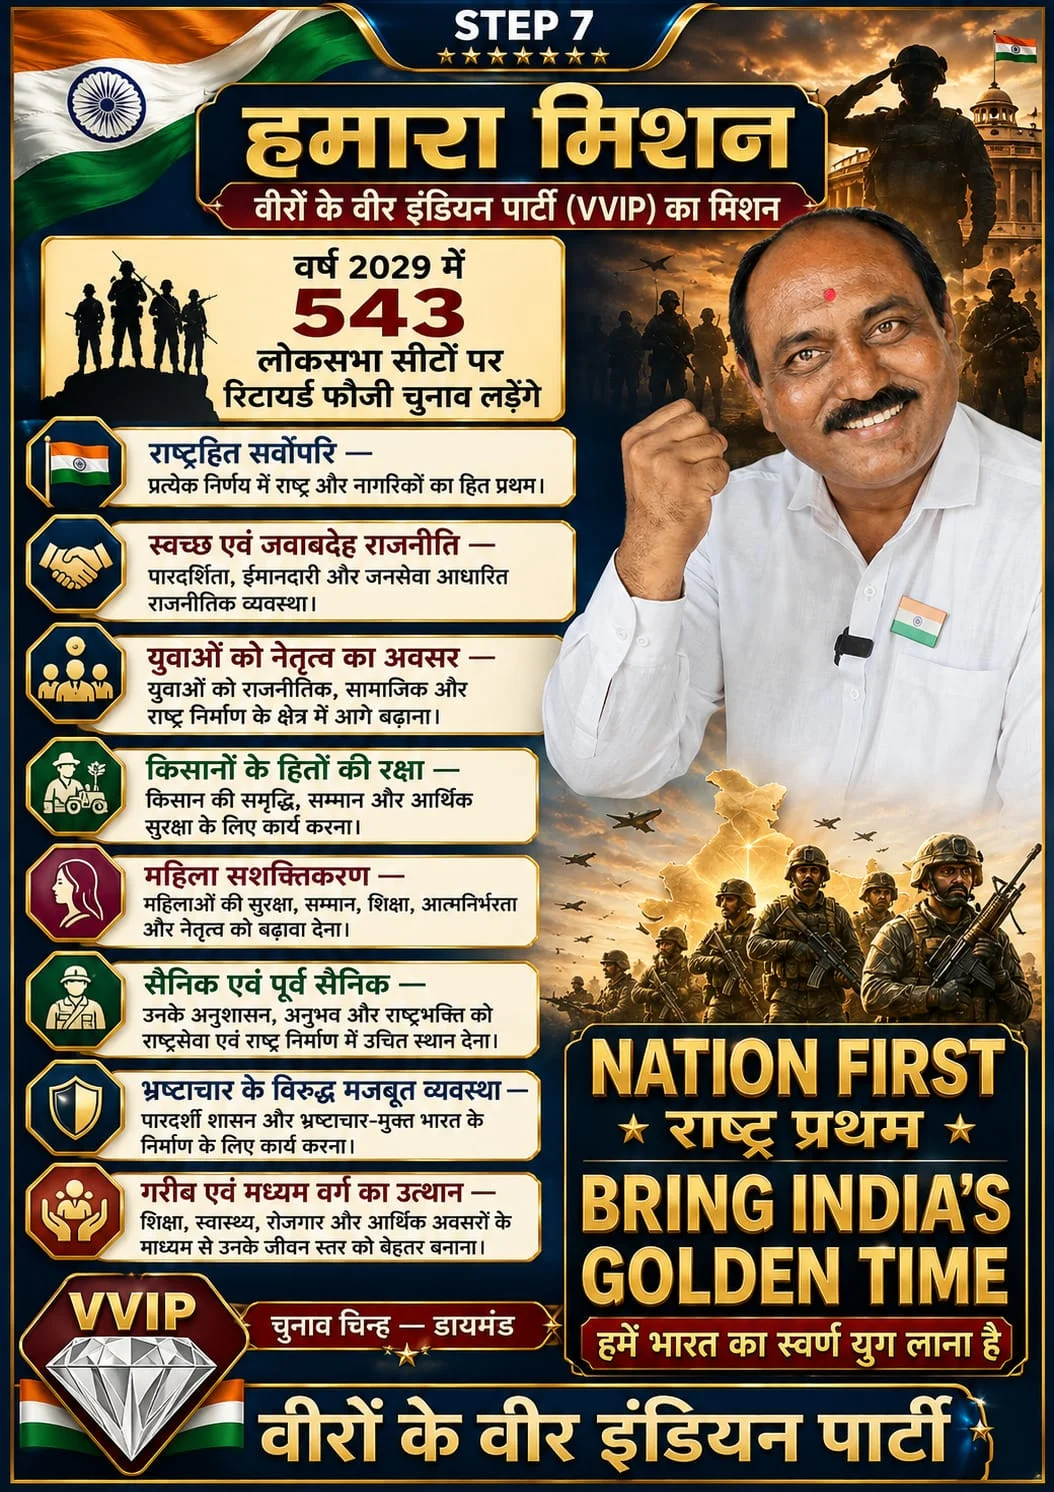 STEP 7
हमारा मिशन
वीरों के वीर इंडियन पार्टी (VVIP) का मिशन
वर्ष 2029 में
543
लोकसभा सीटों पर
रिटायर्ड फौजी चुनाव लड़ेंगे
राष्ट्रहित सर्वोपरि —
प्रत्येक निर्णय में राष्ट्र और नागरिकों का हित प्रथम।
स्वच्छ एवं जवाबदेह राजनीति —
पारदर्शिता, ईमानदारी और जनसेवा आधारित
राजनीतिक व्यवस्था।
युवाओं को नेतृत्व का अवसर —
युवाओं को राजनीतिक, सामाजिक और
राष्ट्र निर्माण के क्षेत्र में आगे बढ़ाना।
किसानों के हितों की रक्षा —
किसान की समृद्धि, सम्मान और आर्थिक
सुरक्षा के लिए कार्य करना।
महिला सशक्तिकरण —
महिलाओं की सुरक्षा, सम्मान, शिक्षा, आत्मनिर्भरता
और नेतृत्व को बढ़ावा देना।
सैनिक एवं पूर्व सैनिक —
उनके अनुशासन, अनुभव और राष्ट्रभक्ति को
राष्ट्रसेवा एवं राष्ट्र निर्माण में उचित स्थान देना।
भ्रष्टाचार के विरुद्ध मजबूत व्यवस्था —
पारदर्शी शासन और भ्रष्टाचार-मुक्त भारत के
निर्माण के लिए कार्य करना।
गरीब एवं मध्यम वर्ग का उत्थान —
शिक्षा, स्वास्थ्य, रोजगार और आर्थिक अवसरों के
माध्यम से उनके जीवन स्तर को बेहतर बनाना।
NATION FIRST
राष्ट्र प्रथम
BRING INDIA'S
GOLDEN TIME
हमें भारत का स्वर्ण युग लाना है
VVIP
चुनाव चिन्ह — डायमंड
वीरों के वीर इंडियन पार्टी